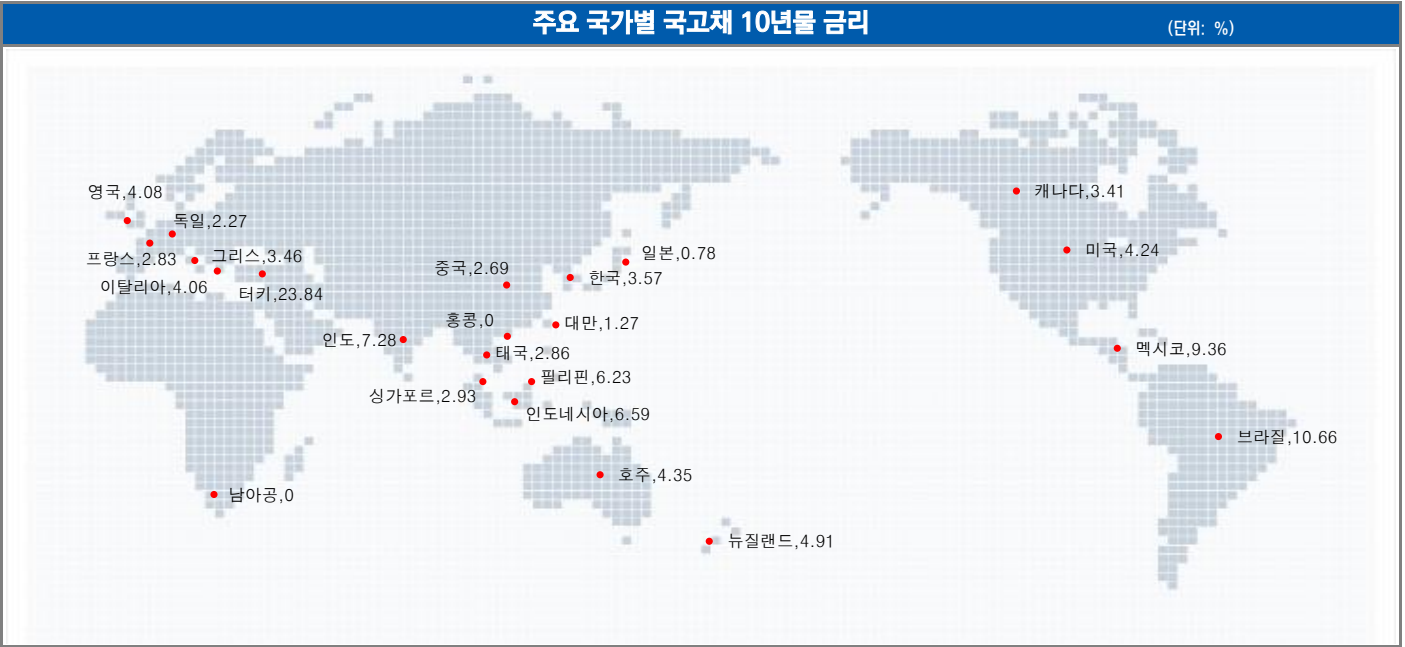 주요 국가별 국고채 10년물 금리
(단위: %)
영국,4.08
독일,2.27
프랑스,2.83
그리스,3.46
이탈리아,4.06
터키,23.84
중국,2.69
일본,0.78
한국,3.57
홍콩,0
대만,1.27
인도,7.28
태국,2.86
필리핀,6.23
싱가포르,2.93
인도네시아,6.59
호주,4.35
남아공,0
뉴질랜드,4.91
캐나다,3.41
미국,4.24
멕시코,9.36
브라질,10.66